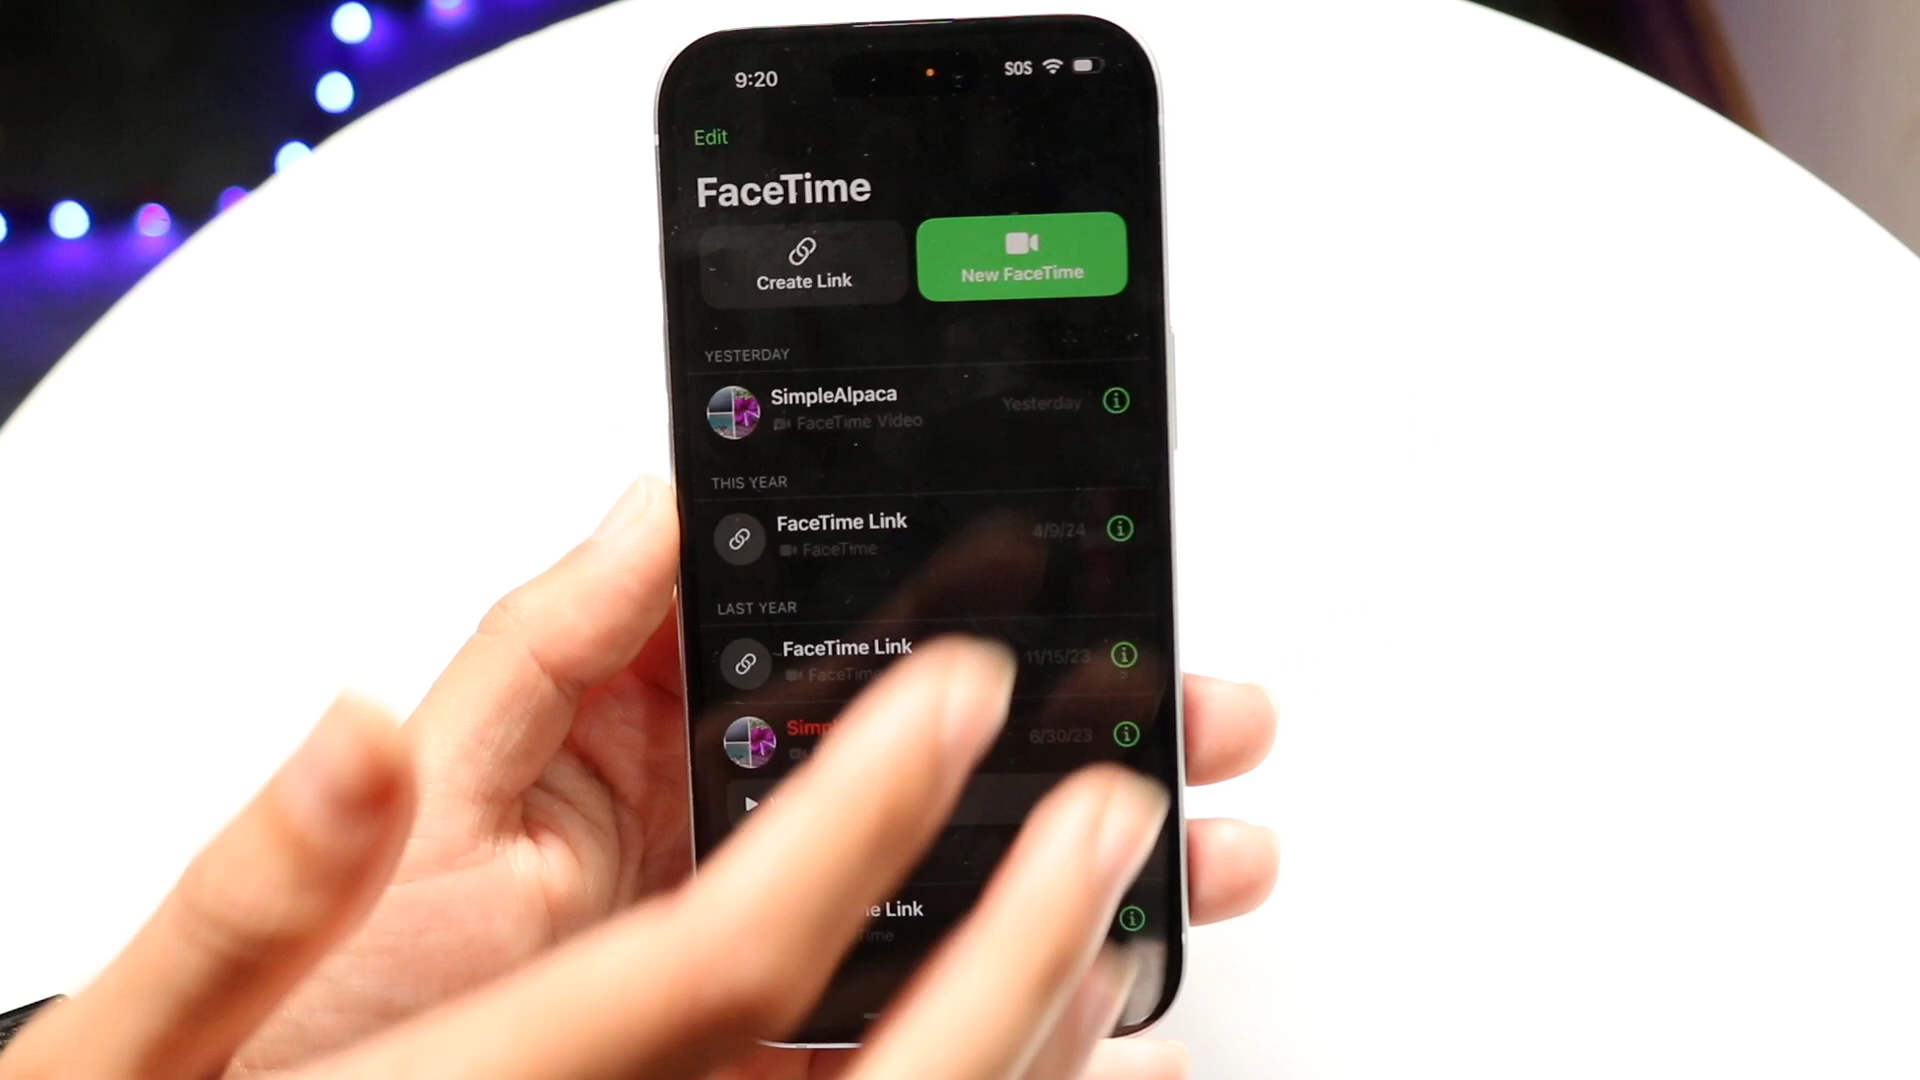 9:20 SOS
Edit
FaceTime
Create Link
New FaceTime
YESTERDAY
SimpleAlpaca
FaceTime Video
Yesterday
THIS YEAR
FaceTime Link
FaceTime
4/9/24
LAST YEAR
FaceTime Link
11/15/23
6/30/23
Link